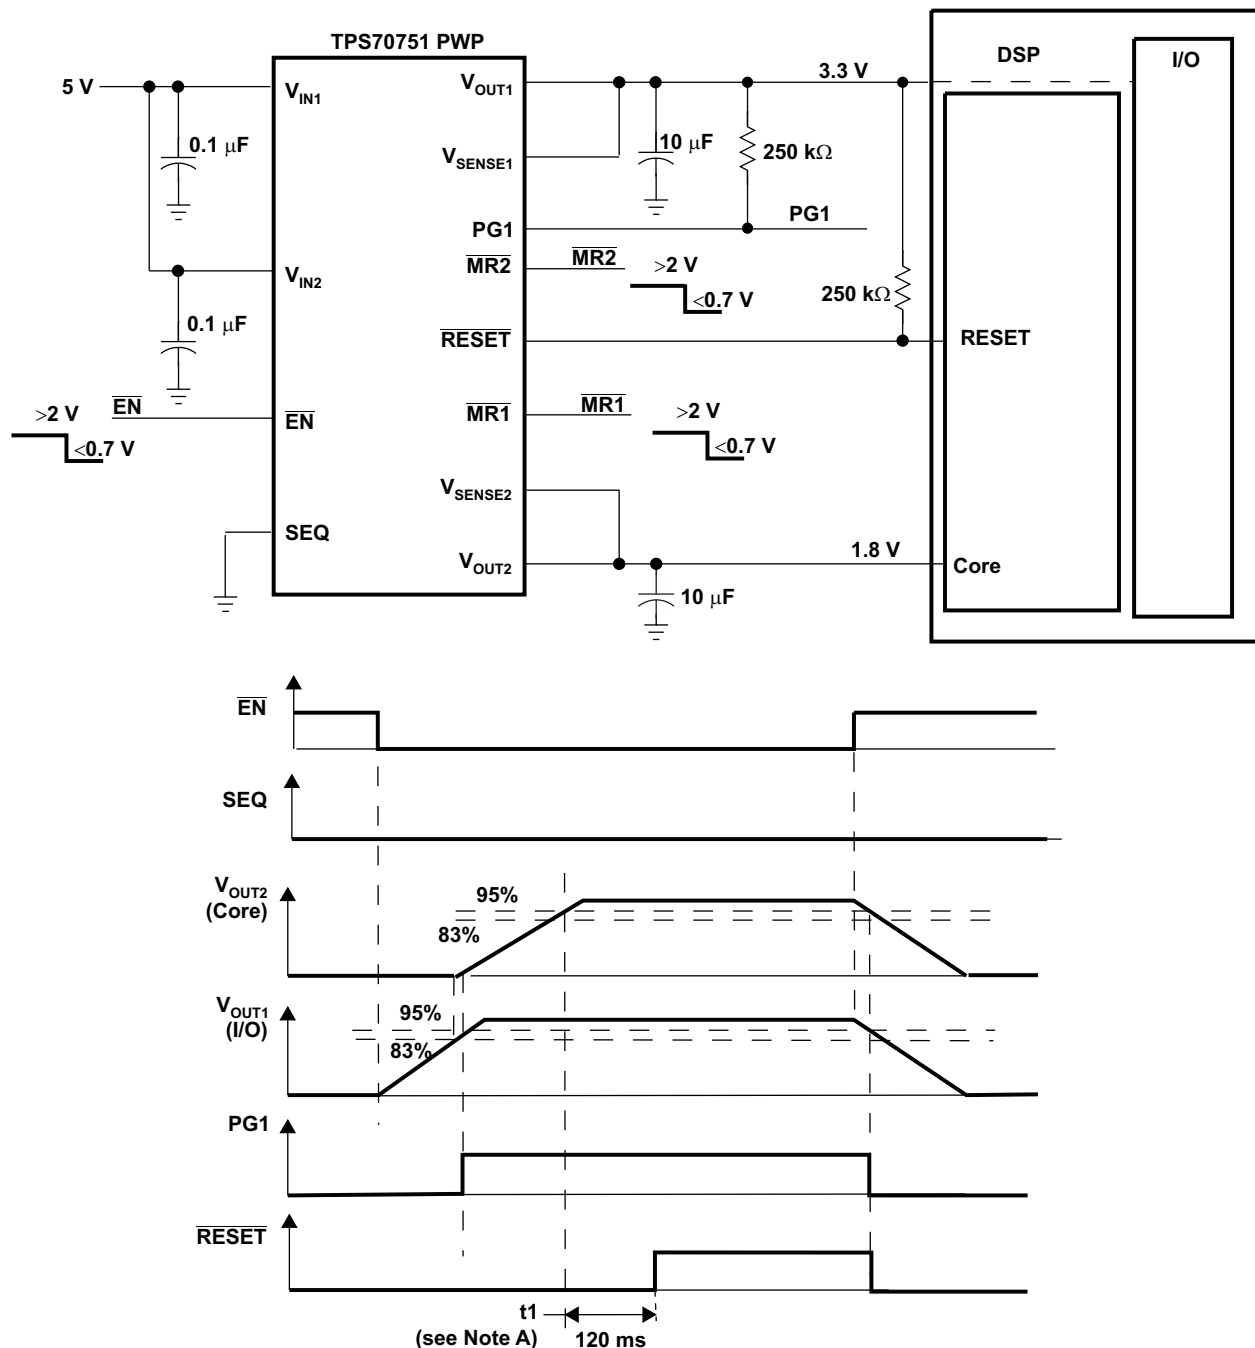 TPS70751 PWP
DSP
I/O
5 V
VIN1
VOUT1
3.3 V
0.1 µF
10 µF
250 kΩ
VSENSE1
PG1
PG1
MR2
MR2
>2 V
<0.7 V
VIN2
250 kΩ
0.1 µF
RESET
RESET
EN
EN
>2 V
<0.7 V
MR1
MR1
>2 V
<0.7 V
VSENSE2
SEQ
VOUT2
1.8 V
Core
10 µF
EN
SEQ
VOUT2
(Core)
95%
83%
VOUT1
(I/O)
95%
83%
PG1
RESET
t1
(see Note A)
120 ms